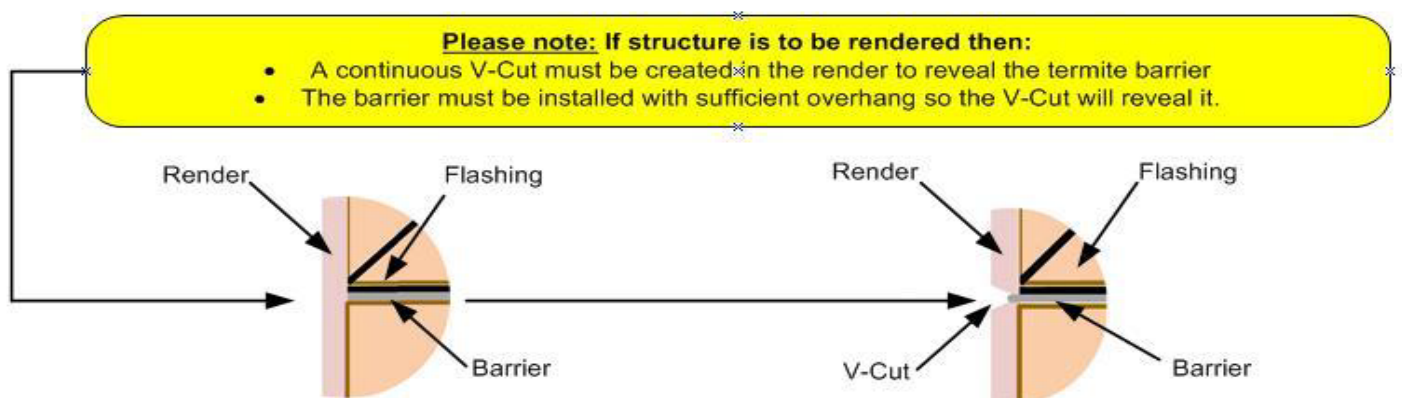 Please note: If structure is to be rendered then:
• A continuous V-Cut must be created in the render to reveal the termite barrier
• The barrier must be installed with sufficient overhang so the V-Cut will reveal it.
Render
Flashing
Barrier
Render
Flashing
V-Cut
Barrier